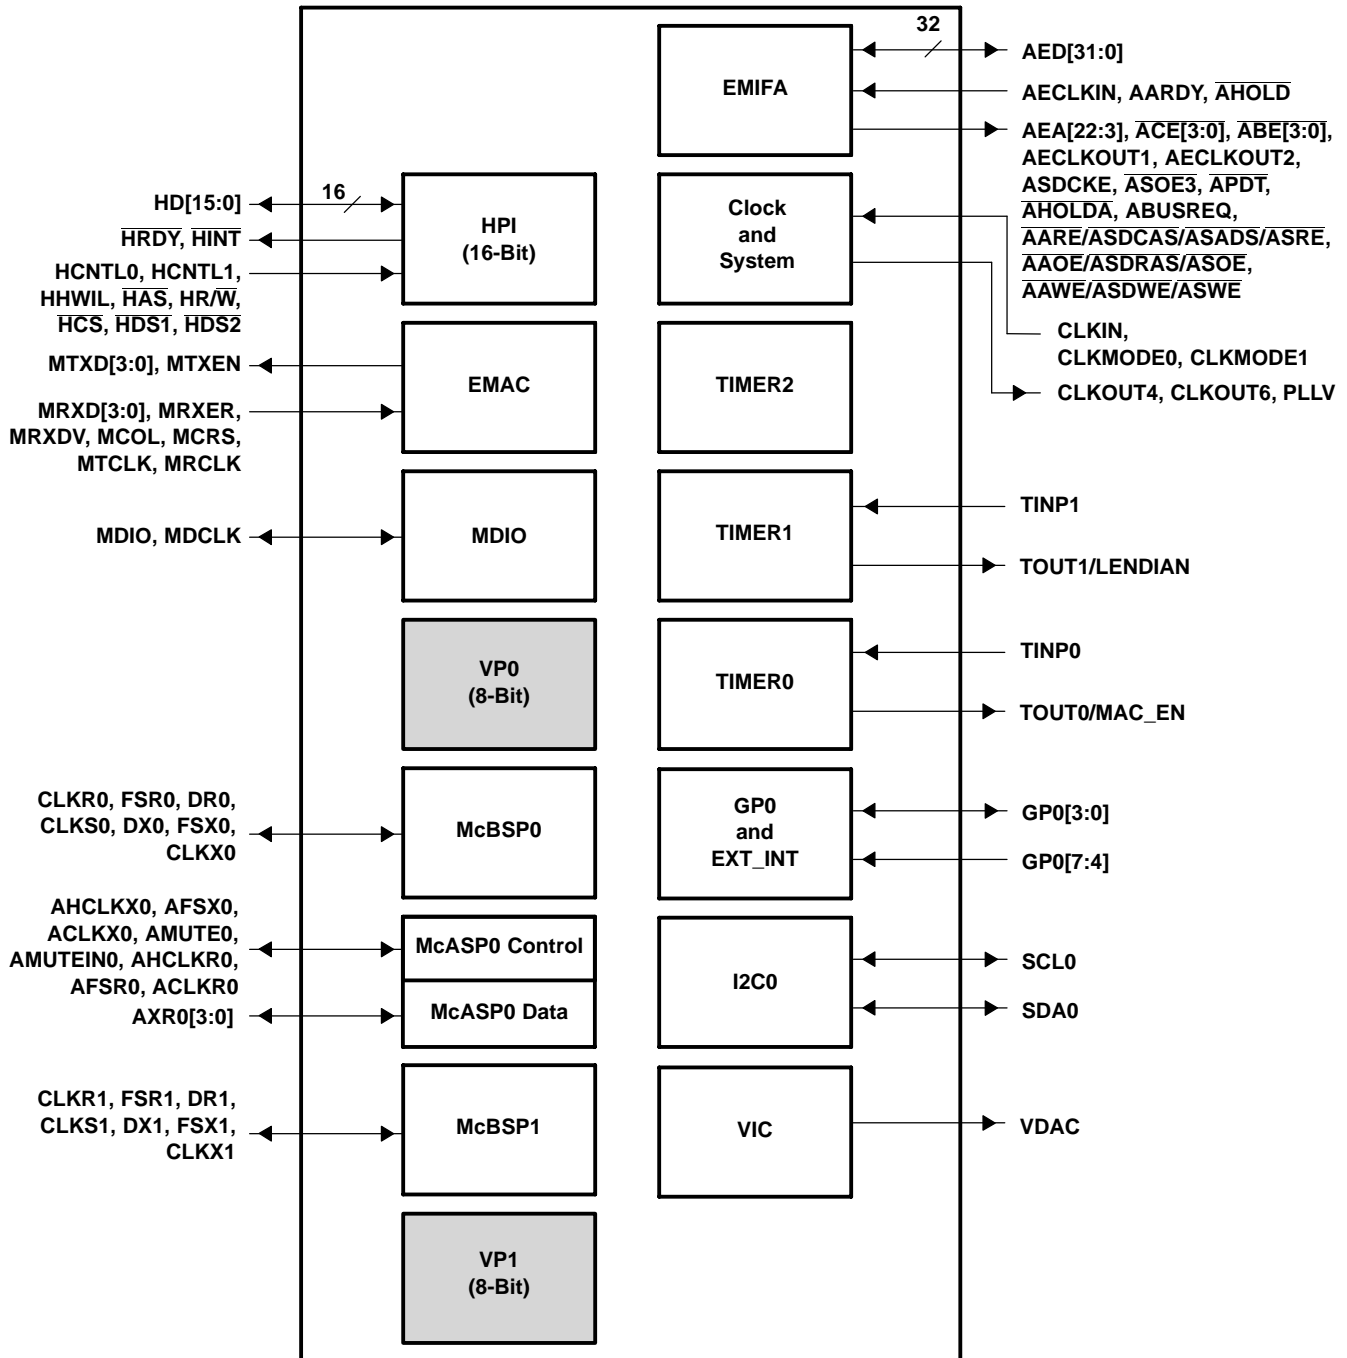 32
EMIFA
AED[31:0]
AECLKIN, AARDY, AHOLD
AEA[22:3], ACE[3:0], ABE[3:0],
AECLKOUT1, AECLKOUT2,
ASDCKE, ASOE3, APDT,
AHOLDA, ABUSREQ,
AARE/ASDCAS/ASADS/ASRE,
AAOE/ASDRAS/ASOE,
AAWE/ASDWE/ASWE
HD[15:0]
16
HRDY, HINT
HCNTL0, HCNTL1,
HHWIL, HAS, HR/W,
HCS, HDS1, HDS2
HPI
(16-Bit)
Clock
and
System
CLKIN,
CLKMODE0, CLKMODE1
CLKOUT4, CLKOUT6, PLLV
MTXD[3:0], MTXEN
MRXD[3:0], MRXER,
MRXDV, MCOL, MCRS,
MTCLK, MRCLK
EMAC
TIMER2
MDIO, MDCLK
MDIO
TIMER1
TINP1
TOUT1/LENDIAN
VP0
(8-Bit)
TIMER0
TINP0
TOUT0/MAC_EN
CLKR0, FSR0, DR0,
CLKS0, DX0, FSX0,
CLKX0
McBSP0
GP0
and
EXT_INT
GP0[3:0]
GP0[7:4]
AHCLKX0, AFSX0,
ACLKX0, AMUTE0,
AMUTEIN0, AHCLKR0,
AFSR0, ACLKR0
AXR0[3:0]
McASP0 Control
McASP0 Data
I2C0
SCL0
SDA0
CLKR1, FSR1, DR1,
CLKS1, DX1, FSX1,
CLKX1
McBSP1
VIC
VDAC
VP1
(8-Bit)